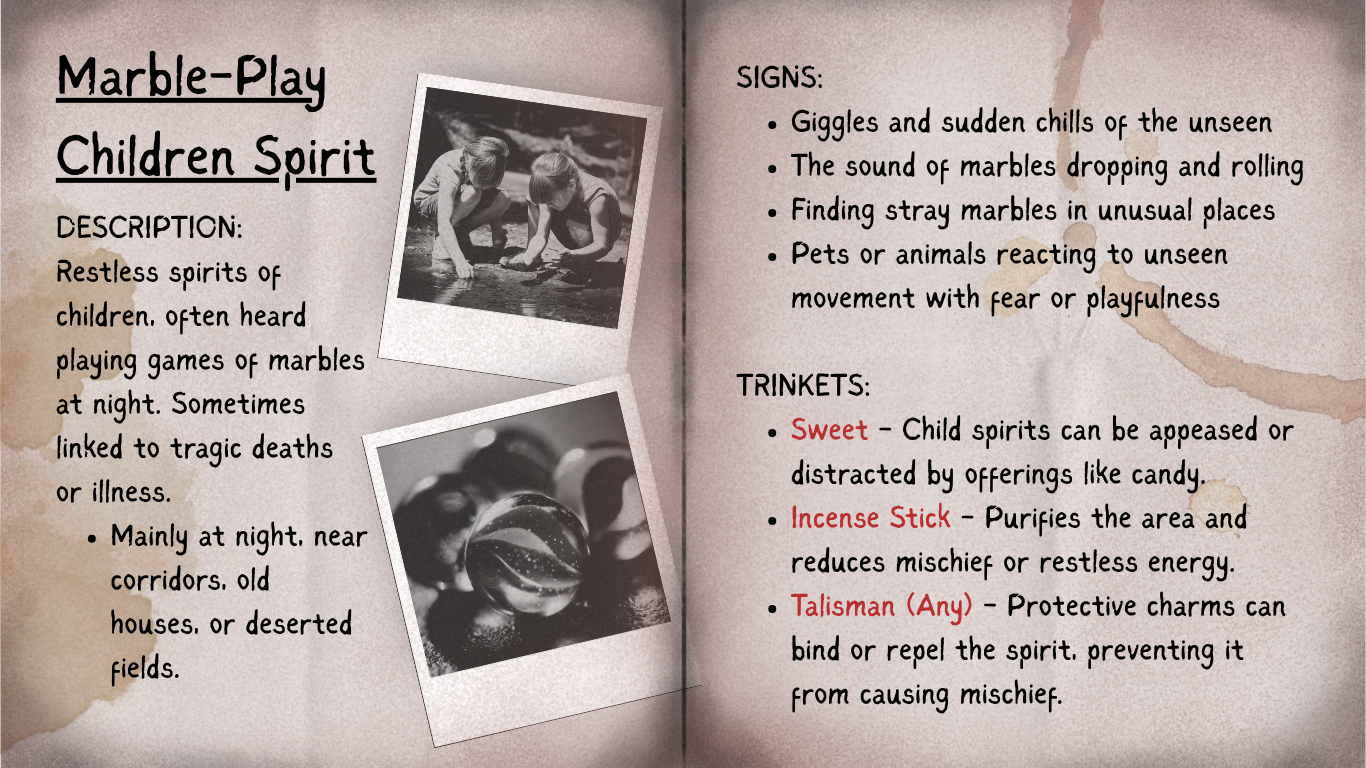 Marble-Play
Children Spirit
DESCRIPTION:
Restless spirits of
children, often heard
playing games of marbles
at night. Sometimes
linked to tragic deaths
or illness.
• Mainly at night, near
corridors, old
houses, or deserted
fields.
SIGNS:
• Giggles and sudden chills of the unseen
• The sound of marbles dropping and rolling
• Finding stray marbles in unusual places
• Pets or animals reacting to unseen
movement with fear or playfulness
TRINKETS:
• Sweet – Child spirits can be appeased or
distracted by offerings like candy.
• Incense Stick – Purifies the area and
reduces mischief or restless energy.
• Talisman (Any) – Protective charms can
bind or repel the spirit, preventing it
from causing mischief.